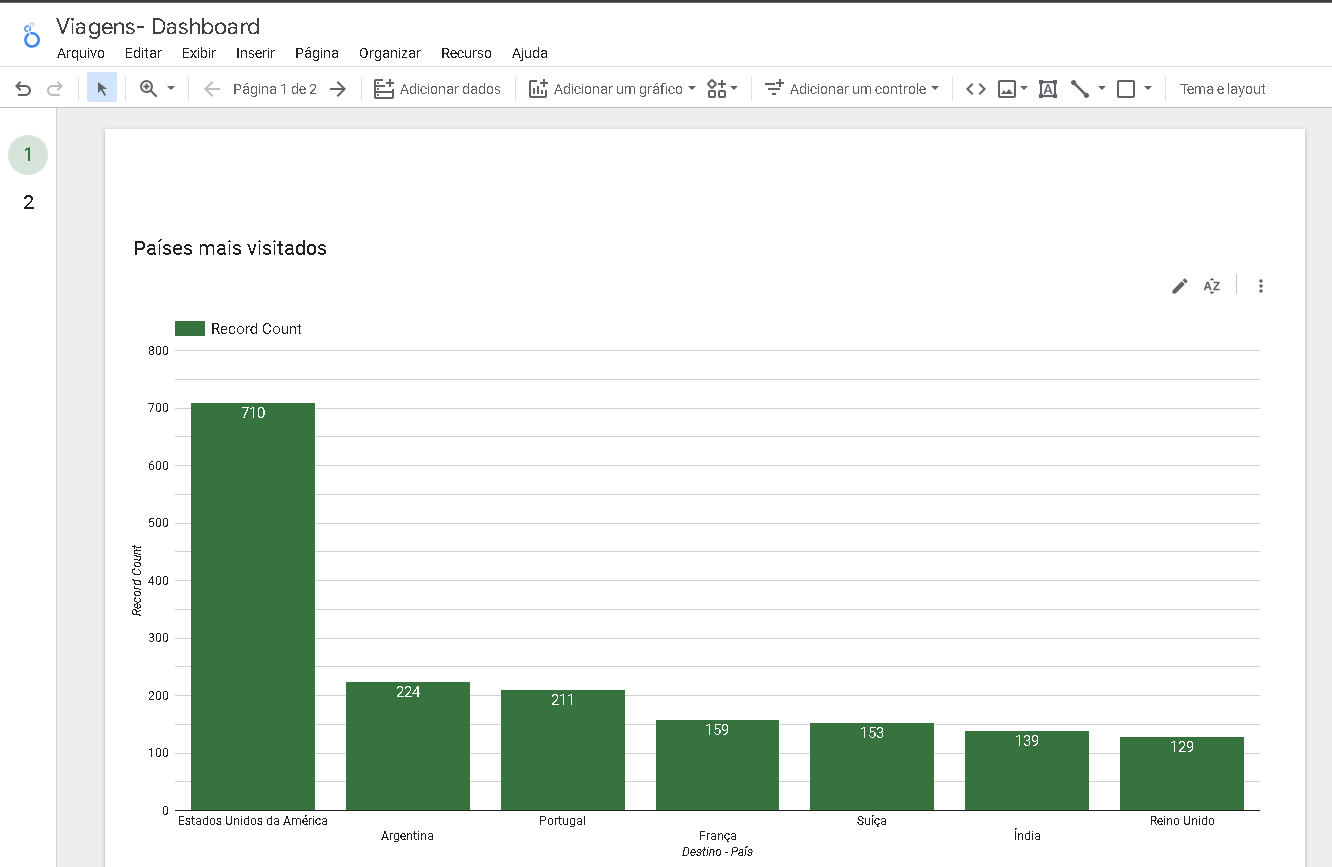 Viagens- Dashboard
Arquivo Editar Exibir Inserir Página Organizar Recurso Ajuda
Página 1 de 2 Adicionar dados Adicionar um gráfico Adicionar um controle Tema e layout
1
2
Países mais visitados
AZ
Record Count
800
700
600
500
400
300
200
100
0
Record Count
710
224
211
159
153
139
129
Estados Unidos da América
Argentina
Portugal
França
Suíça
Índia
Reino Unido
Destino - País